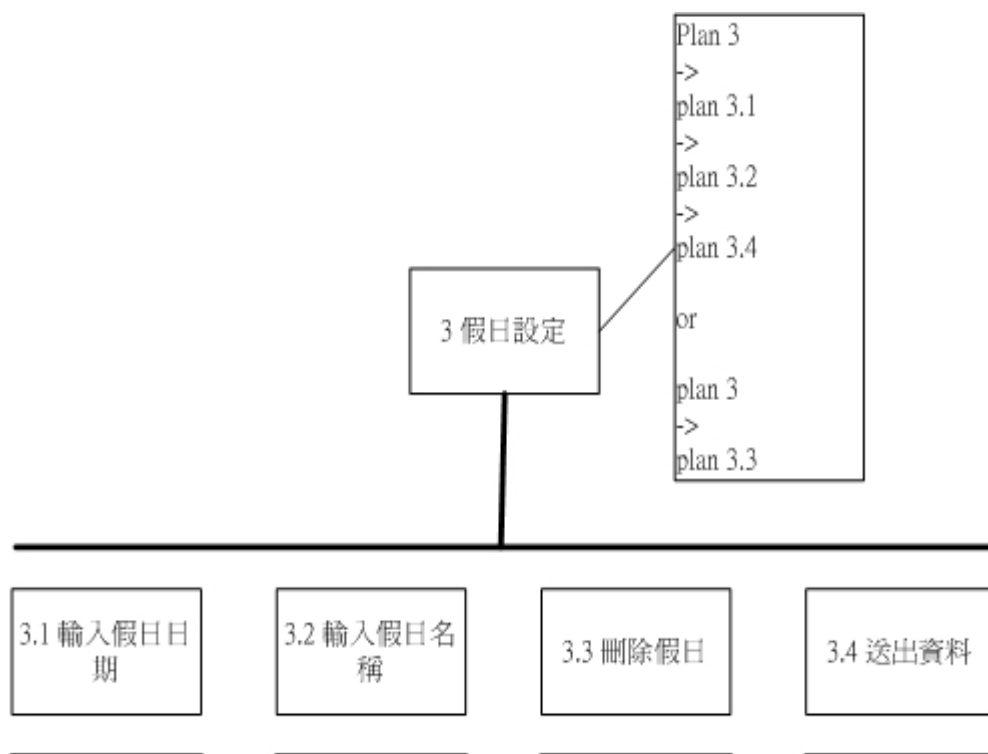 Plan 3
->
plan 3.1
->
plan 3.2
->
plan 3.4
or
plan 3
->
plan 3.3
3 假日設定
3.1 輸入假日日
期
3.2 輸入假日名
稱
3.3 刪除假日
3.4 送出資料